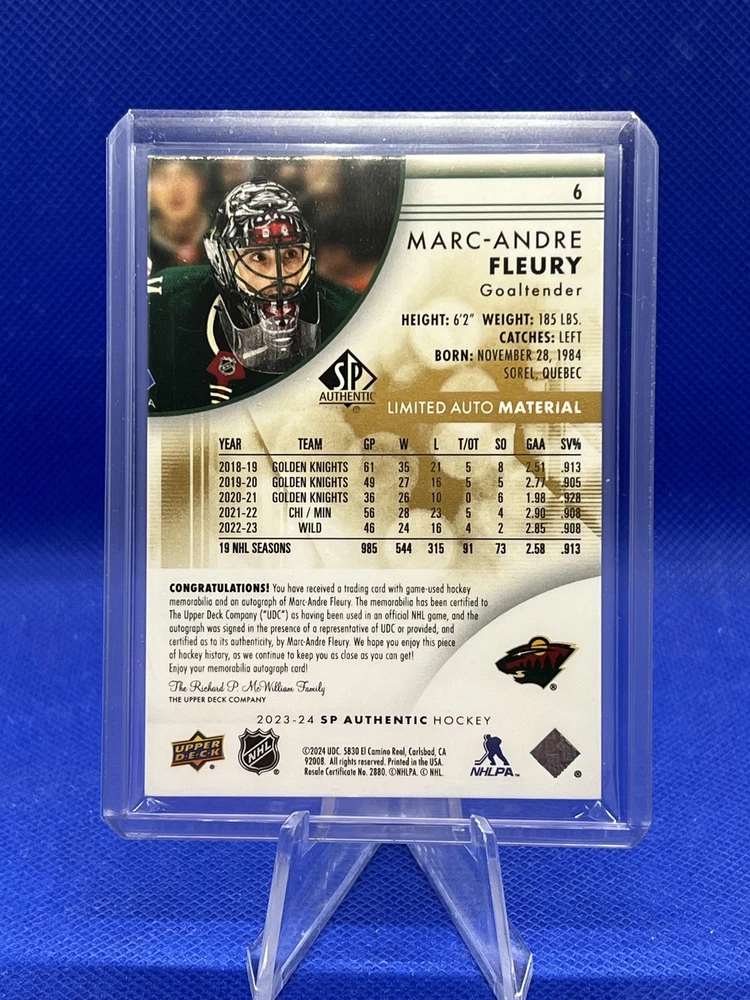 6
MARC-ANDRE
FLEURY
Goaltender
HEIGHT: 6'2" WEIGHT: 185 LBS.
CATCHES: LEFT
BORN: NOVEMBER 28, 1984
SOREL, QUEBEC
SP
AUTHENTIC
LIMITED AUTO MATERIAL
YEAR TEAM GP W L T/OT SO GAA SV%
2018-19 GOLDEN KNIGHTS 61 35 21 5 8 2.51 .913
2019-20 GOLDEN KNIGHTS 49 27 16 5 5 2.77 .905
2020-21 GOLDEN KNIGHTS 36 26 10 0 6 1.98 .928
2021-22 CHI / MIN 56 28 23 5 4 2.90 .908
2022-23 WILD 46 24 16 4 2 2.85 .908
19 NHL SEASONS 985 544 315 91 73 2.58 .913
CONGRATULATIONS! You have received a trading card with game-used hockey
memorabilia and an autograph of Marc-Andre Fleury. The memorabilia has been certified to
The Upper Deck Company ("UDC") as having been used in an official NHL game, and the
autograph was signed in the presence of a representative of UDC or provided, and
certified as to its authenticity, by Marc-Andre Fleury. We hope you enjoy this piece
of hockey history, as we continue to keep you as close as you can get!
Enjoy your memorabilia autograph card!
The Richard P. McWilliam Family
THE UPPER DECK COMPANY
2023-24 SP AUTHENTIC HOCKEY
UPPER
DECK
NHL
©2024 UDC. 5830 El Camino Real, Carlsbad, CA
92008. All rights reserved. Printed in the USA.
Resale Certificate No. 2880. ©NHLPA. © NHL.
NHLPA™